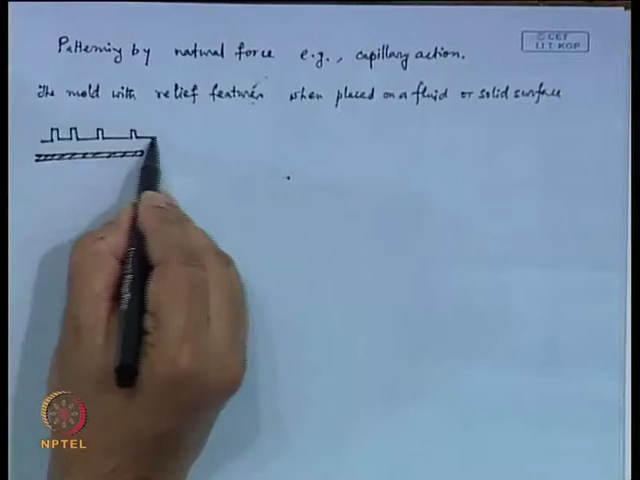 Patterning by natural force e.g., capillary action.
© CET
I.I.T. KGP
The mold with relief features when placed on a fluid or solid surface
NPTEL